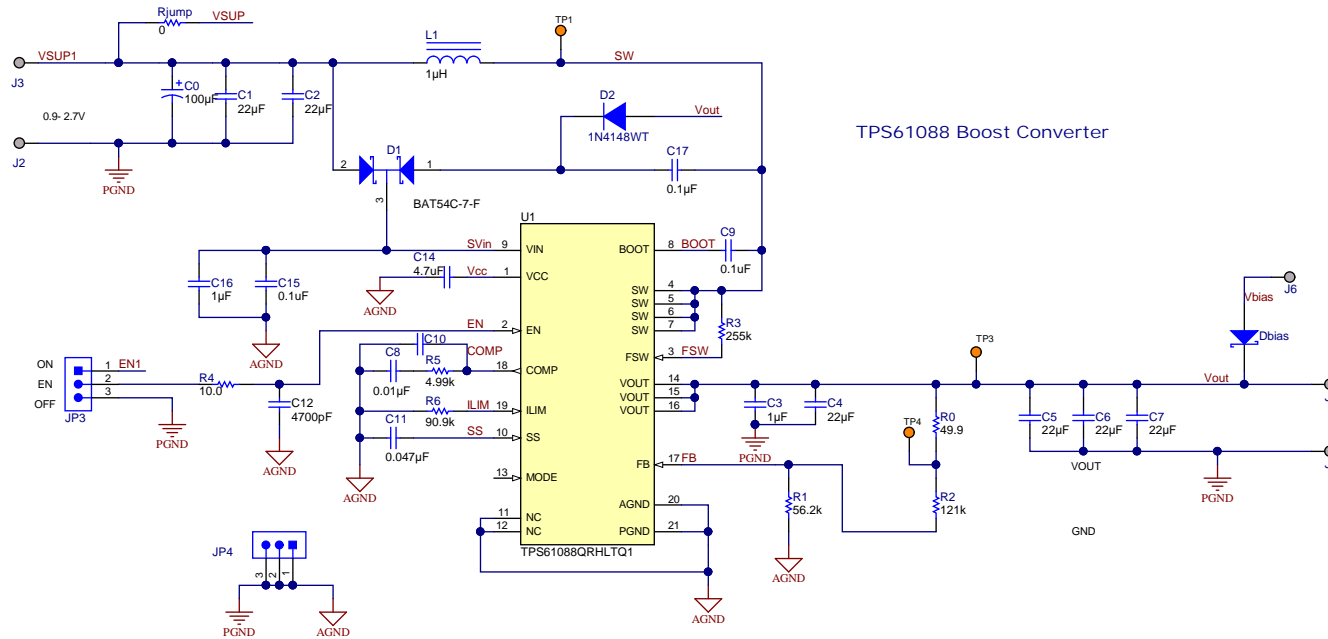 Rjump
0
VSUP
VSUP1
J3
L1
1µH
TP1
SW
C0
100µF
C1
22µF
C2
22µF
0.9- 2.7V
J2
PGND
D2
1N4148WT
Vout
TPS61088 Boost Converter
2
D1
1
3
BAT54C-7-F
C17
0.1µF
U1
SVin
9
VIN
BOOT
8
BOOT
C9
0.1uF
C14
4.7uF
Vcc
1
VCC
AGND
C16
1µF
C15
0.1uF
AGND
SW
4
SW
5
SW
6
SW
7
R3
255k
Vbias
J6
Dbias
EN
2
EN
C10
COMP
FSW
3
FSW
TP3
ON
EN
OFF
1
2
3
EN1
JP3
R4
10.0
PGND
C12
4700pF
AGND
C8
0.01µF
R5
4.99k
18
COMP
R6
90.9k
ILIM
19
ILIM
C11
0.047µF
SS
10
SS
AGND
13
MODE
VOUT
14
VOUT
15
VOUT
16
C3
1µF
C4
22µF
PGND
TP4
R0
49.9
Vout
C5
22µF
C6
22µF
C7
22µF
VOUT
PGND
J
J
FB
17
FB
R1
56.2k
AGND
R2
121k
GND
AGND
20
PGND
21
11
NC
12
NC
TPS61088QRHLTQ1
AGND
JP4
3
2
1
PGND
AGND